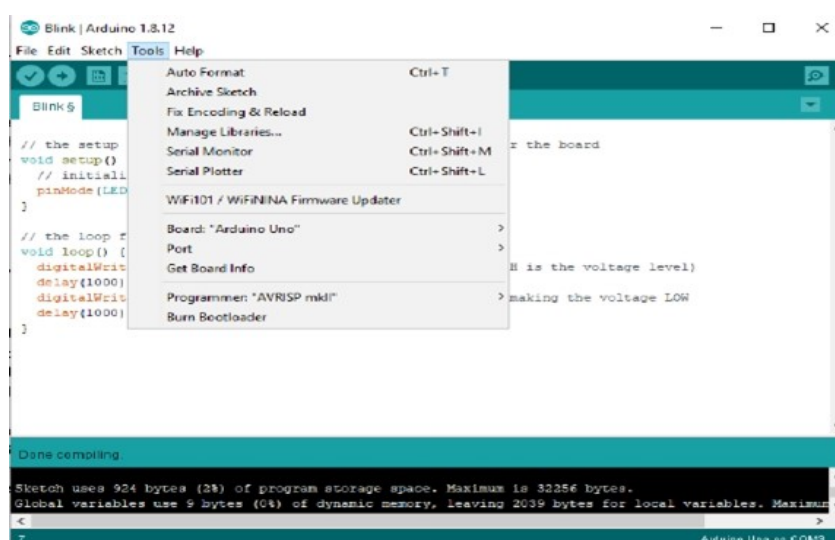 Blink | Arduino 1.8.12
File Edit Sketch Tools Help
Blink §
Auto Format Ctrl+T
Archive Sketch
Fix Encoding & Reload
Manage Libraries... Ctrl+Shift+I
Serial Monitor Ctrl+Shift+M
Serial Plotter Ctrl+Shift+L
WiFi101 / WiFiNINA Firmware Updater
Board: "Arduino Uno"
Port
Get Board Info
Programmer: "AVRISP mkII"
Burn Bootloader
// the setup r the board
void setup()
// initiali
pinMode(LED
}
// the loop f
void loop() {
digitalWrit H is the voltage level)
delay(1000)
digitalWrit making the voltage LOW
delay(1000)
}
Done compiling.
Sketch uses 924 bytes (2%) of program storage space. Maximum is 32256 bytes.
Global variables use 9 bytes (0%) of dynamic memory, leaving 2039 bytes for local variables. Maximum
7 Arduino Uno on COM3